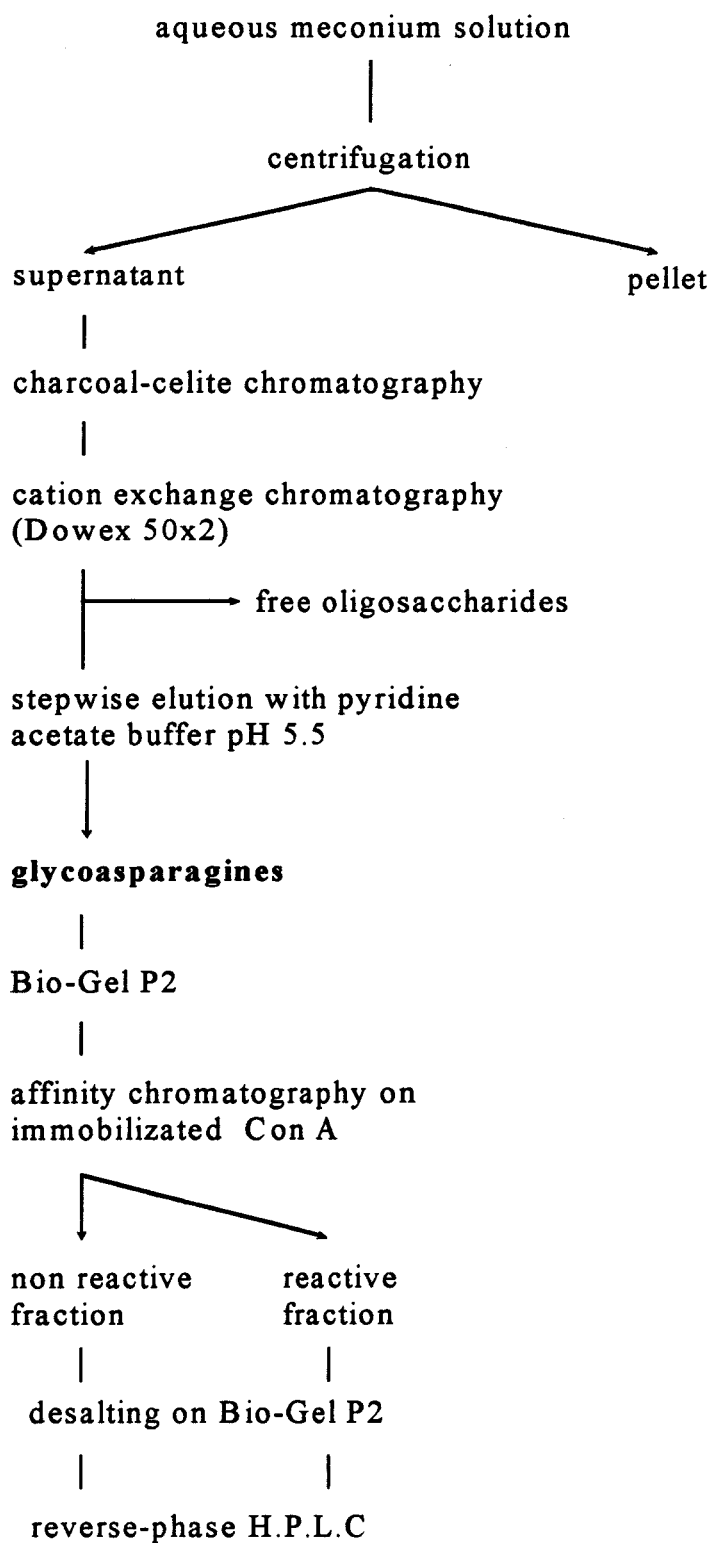 aqueous meconium solution
centrifugation
supernatant
pellet
charcoal-celite chromatography
cation exchange chromatography
(Dowex 50x2)
free oligosaccharides
stepwise elution with pyridine
acetate buffer pH 5.5
glycoasparagines
Bio-Gel P2
affinity chromatography on
immobilizated Con A
non reactive
fraction
reactive
fraction
desalting on Bio-Gel P2
reverse-phase H.P.L.C